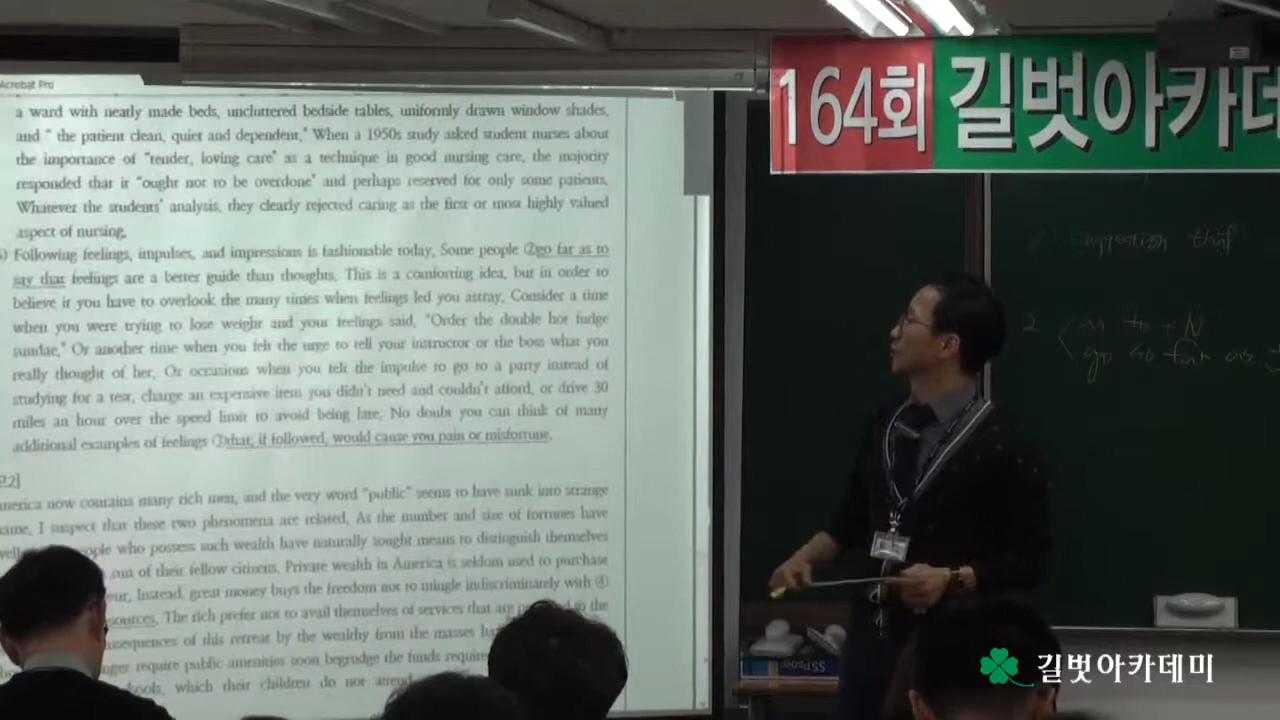 Acrobat Pro
a ward with neatly made beds, uncluttered bedside tables, uniformly drawn window shades,
and " the patient clean, quiet and dependent." When a 1950s study asked student nurses about
the importance of "tender, loving care" as a technique in good nursing care, the majority
responded that it "ought not to be overdone" and perhaps reserved for only some patients.
Whatever the students' analysis, they clearly rejected caring as the first or most highly valued
aspect of nursing.
) Following feelings, impulses, and impressions is fashionable today. Some people ②go far as to
say that feelings are a better guide than thoughts. This is a comforting idea, but in order to
believe it you have to overlook the many times when feelings led you astray. Consider a time
when you were trying to lose weight and your feelings said, "Order the double hot fudge
sundae." Or another time when you felt the urge to tell your instructor or the boss what you
really thought of her. Or occasions when you felt the impulse to go to a party instead of
studying for a test, charge an expensive item you didn't need and couldn't afford, or drive 30
miles an hour over the speed limit to avoid being late. No doubt you can think of many
additional examples of feelings ③that, if followed, would cause you pain or misfortune.
2]
merica now contains many rich men, and the very word "public" seems to have sunk into strange
name. I suspect that these two phenomena are related. As the number and size of fortunes have
who possess such wealth have naturally sought means to distinguish themselves
run of their fellow citizens. Private wealth in America is seldom used to purchase
eur. Instead, great money buys the freedom not to mingle indiscriminately with ④
sources. The rich prefer not to avail themselves of services that are to the
nsequences of this retreat by the wealthy from the masses
nger require public amenities soon begrudge the funds
ools, which their children do not
164회 길벗아카데
that
2 to + N
go so far as
SSPape
길벗아카데미